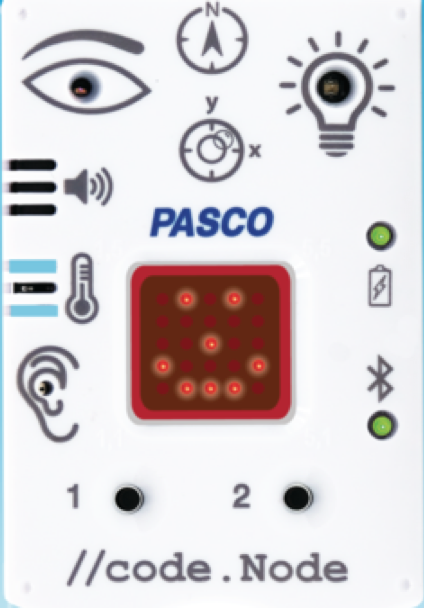 N
y
x
PASCO
1 2
//code.Node